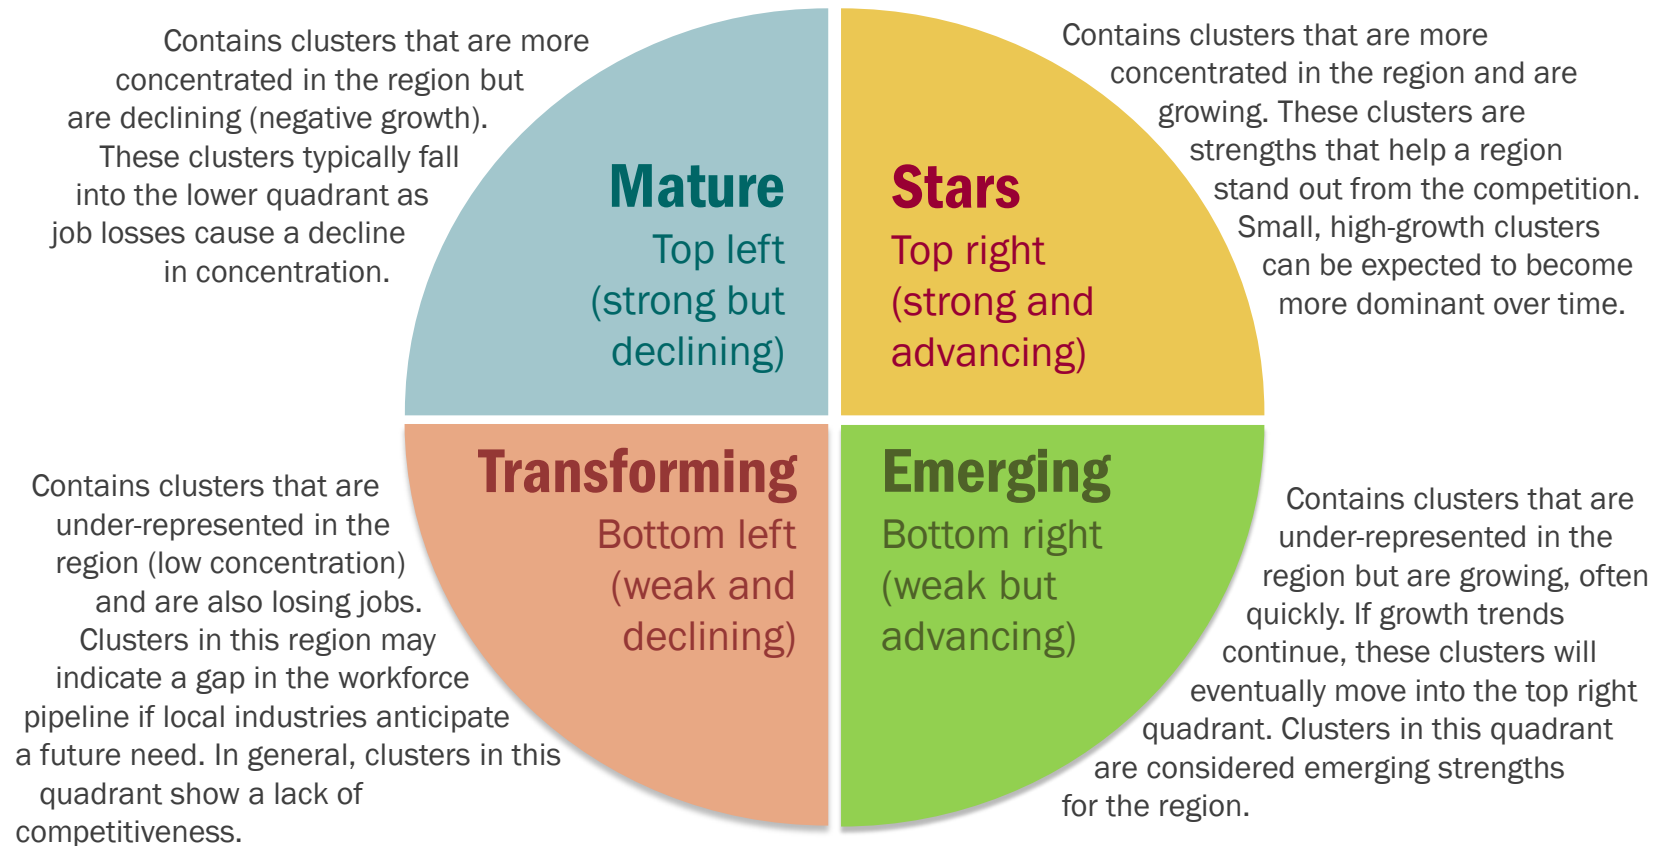 Contains clusters that are more
concentrated in the region but
are declining (negative growth).
These clusters typically fall
into the lower quadrant as
job losses cause a decline
in concentration.
Mature
Top left
(strong but
declining)
Stars
Top right
(strong and
advancing)
Contains clusters that are more
concentrated in the region and are
growing. These clusters are
strengths that help a region
stand out from the competition.
Small, high-growth clusters
can be expected to become
more dominant over time.
Contains clusters that are
under-represented in the
region (low concentration)
and are also losing jobs.
Clusters in this region may
indicate a gap in the workforce
pipeline if local industries anticipate
a future need. In general, clusters in this
quadrant show a lack of
competitiveness.
Transforming
Bottom left
(weak and
declining)
Emerging
Bottom right
(weak but
advancing)
Contains clusters that are
under-represented in the
region but are growing, often
quickly. If growth trends
continue, these clusters will
eventually move into the top right
quadrant. Clusters in this quadrant
are considered emerging strengths
for the region.